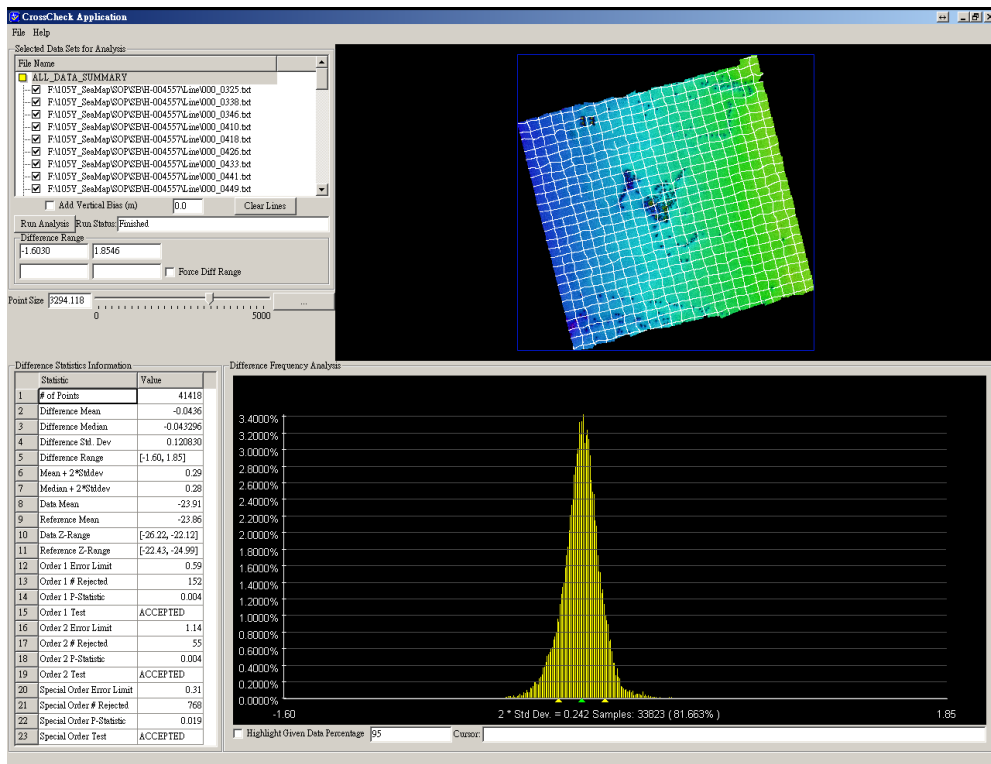 CrossCheck Application
File Help
Selected Data Sets for Analysis
File Name
ALL_DATA_SUMMARY
F:\105Y_SeaMap\SOP\SB\H-004557\Line\000_0325.txt
F:\105Y_SeaMap\SOP\SB\H-004557\Line\000_0338.txt
F:\105Y_SeaMap\SOP\SB\H-004557\Line\000_0346.txt
F:\105Y_SeaMap\SOP\SB\H-004557\Line\000_0410.txt
F:\105Y_SeaMap\SOP\SB\H-004557\Line\000_0418.txt
F:\105Y_SeaMap\SOP\SB\H-004557\Line\000_0426.txt
F:\105Y_SeaMap\SOP\SB\H-004557\Line\000_0433.txt
F:\105Y_SeaMap\SOP\SB\H-004557\Line\000_0441.txt
F:\105Y_SeaMap\SOP\SB\H-004557\Line\000_0449.txt
Add Vertical Bias (m) 0.0 Clear Lines
Run Analysis Run Status: Finished
Difference Range
-1.6030 1.8546
Force Diff Range
Point Size 3294.118 ...
0 5000
Difference Statistics Information
Statistic Value
1 # of Points 41418
2 Difference Mean -0.0436
3 Difference Median -0.043296
4 Difference Std. Dev 0.120830
5 Difference Range [-1.60, 1.85]
6 Mean + 2*Stddev 0.29
7 Median + 2*Stddev 0.28
8 Data Mean -23.91
9 Reference Mean -23.86
10 Data Z-Range [-26.22, -22.12]
11 Reference Z-Range [-22.43, -24.99]
12 Order 1 Error Limit 0.59
13 Order 1 # Rejected 152
14 Order 1 P-Statistic 0.004
15 Order 1 Test ACCEPTED
16 Order 2 Error Limit 1.14
17 Order 2 # Rejected 55
18 Order 2 P-Statistic 0.004
19 Order 2 Test ACCEPTED
20 Special Order Error Limit 0.31
21 Special Order # Rejected 768
22 Special Order P-Statistic 0.019
23 Special Order Test ACCEPTED
Difference Frequency Analysis
3.4000%
3.2000%
3.0000%
2.8000%
2.6000%
2.4000%
2.2000%
2.0000%
1.8000%
1.6000%
1.4000%
1.2000%
1.0000%
0.8000%
0.6000%
0.4000%
0.2000%
0.0000%
-1.60 2 * Std Dev. = 0.242 Samples: 33823 ( 81.663% ) 1.85
Highlight Given Data Percentage 95 Cursor: